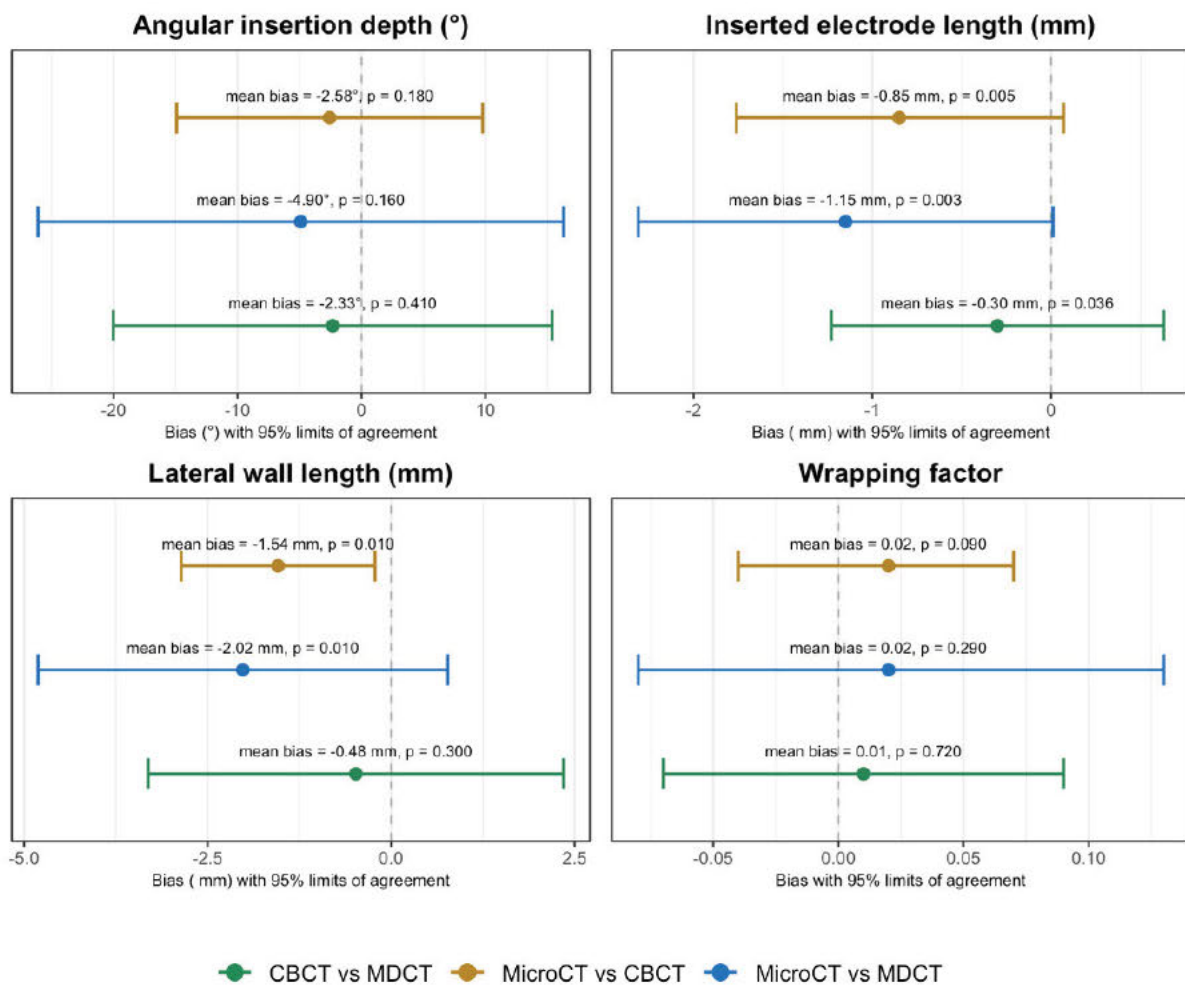 Angular insertion depth (°)
mean bias = -2.58°, p = 0.180
mean bias = -4.90°, p = 0.160
mean bias = -2.33°, p = 0.410
-20 -10 0 10
Bias (°) with 95% limits of agreement
Inserted electrode length (mm)
mean bias = -0.85 mm, p = 0.005
mean bias = -1.15 mm, p = 0.003
mean bias = -0.30 mm, p = 0.036
-2 -1 0
Bias ( mm) with 95% limits of agreement
Lateral wall length (mm)
mean bias = -1.54 mm, p = 0.010
mean bias = -2.02 mm, p = 0.010
mean bias = -0.48 mm, p = 0.300
-5.0 -2.5 0.0 2.5
Bias ( mm) with 95% limits of agreement
Wrapping factor
mean bias = 0.02, p = 0.090
mean bias = 0.02, p = 0.290
mean bias = 0.01, p = 0.720
-0.05 0.00 0.05 0.10
Bias with 95% limits of agreement
CBCT vs MDCT MicroCT vs CBCT MicroCT vs MDCT